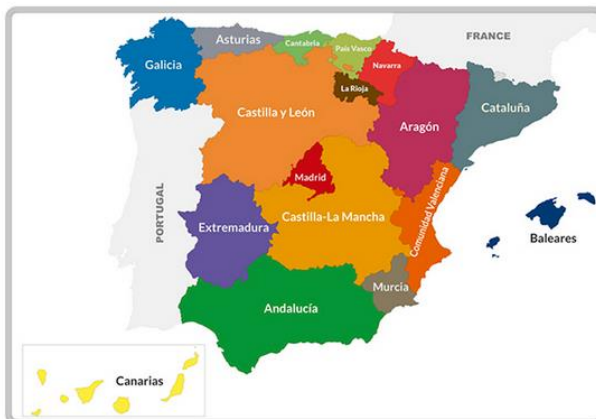 FRANCE
Asturias
Cantabria
País Vasco
Galicia
Navarra
La Rioja
Cataluña
Castilla y León
Aragón
Madrid
PORTUGAL
Castilla-La Mancha
Comunidad Valenciana
Extremadura
Baleares
Murcia
Andalucía
Canarias